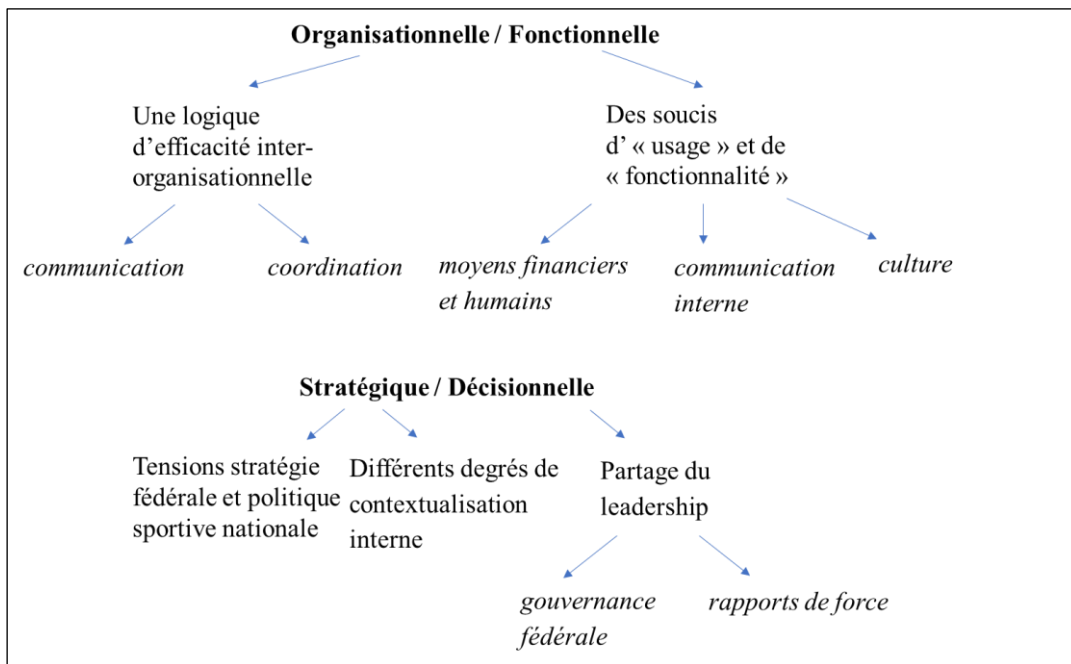 Organisationnelle / Fonctionnelle
Une logique
d’efficacité inter-
organisationnelle
Des soucis
d’ « usage » et de
« fonctionnalité »
communication
coordination
moyens financiers
et humains
communication
interne
culture
Stratégique / Décisionnelle
Tensions stratégie
fédérale et politique
sportive nationale
Différents degrés de
contextualisation
interne
Partage du
leadership
gouvernance
fédérale
rapports de force